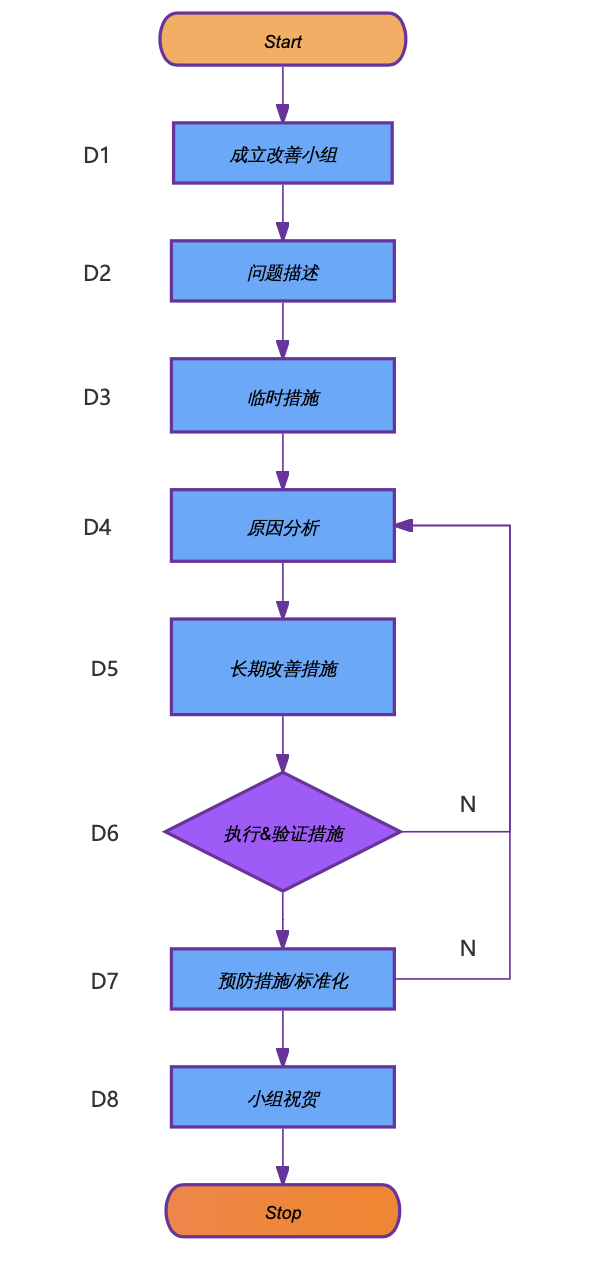 Start
D1
成立改善小组
D2
问题描述
D3
临时措施
D4
原因分析
D5
长期改善措施
N
D6
执行&验证措施
N
D7
预防措施/标准化
D8
小组祝贺
Stop